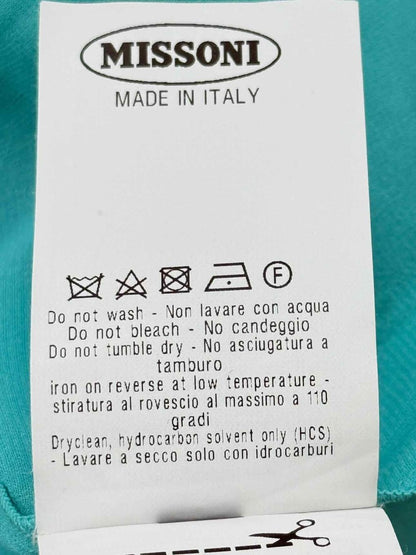 MISSONI
MADE IN ITALY
F
Do not wash - Non lavare con acqua
Do not bleach - No candeggio
Do not tumble dry - No asciugatura a
tamburo
iron on reverse at low temperature -
stiratura al rovescio al massimo a 110
gradi
Dryclean, hydrocarbon solvent only (HCS)
- Lavare a secco solo con idrocarburi